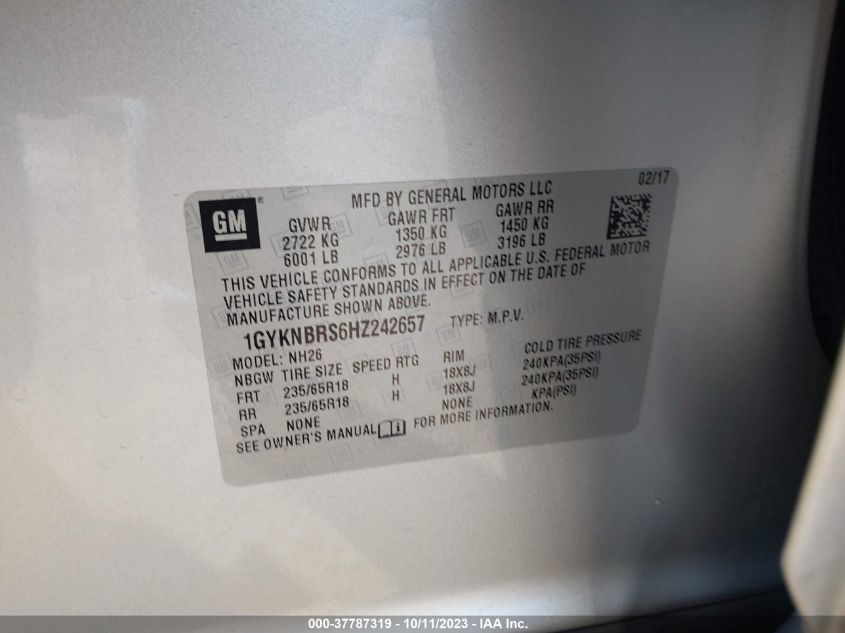 MFD BY GENERAL MOTORS LLC 02/17
GM®
GVWR GAWR FRT GAWR RR
2722 KG 1350 KG 1450 KG
6001 LB 2976 LB 3196 LB
THIS VEHICLE CONFORMS TO ALL APPLICABLE U.S. FEDERAL MOTOR
VEHICLE SAFETY STANDARDS IN EFFECT ON THE DATE OF
MANUFACTURE SHOWN ABOVE.
1GYKNBRS6HZ242657 TYPE: M.P.V.
MODEL: NH26
NBGW TIRE SIZE SPEED RTG RIM COLD TIRE PRESSURE
FRT 235/65R18 H 18X8J 240KPA(35PSI)
RR 235/65R18 H 18X8J 240KPA(35PSI)
SPA NONE NONE KPA(PSI)
SEE OWNER'S MANUAL FOR MORE INFORMATION.
000-37787319 - 10/11/2023 - IAA Inc.